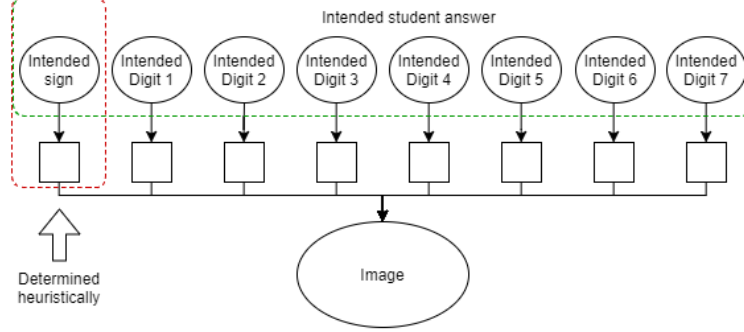 Intended student answer
Intended
sign
Intended
Digit 1
Intended
Digit 2
Intended
Digit 3
Intended
Digit 4
Intended
Digit 5
Intended
Digit 6
Intended
Digit 7
Image
Determined
heuristically